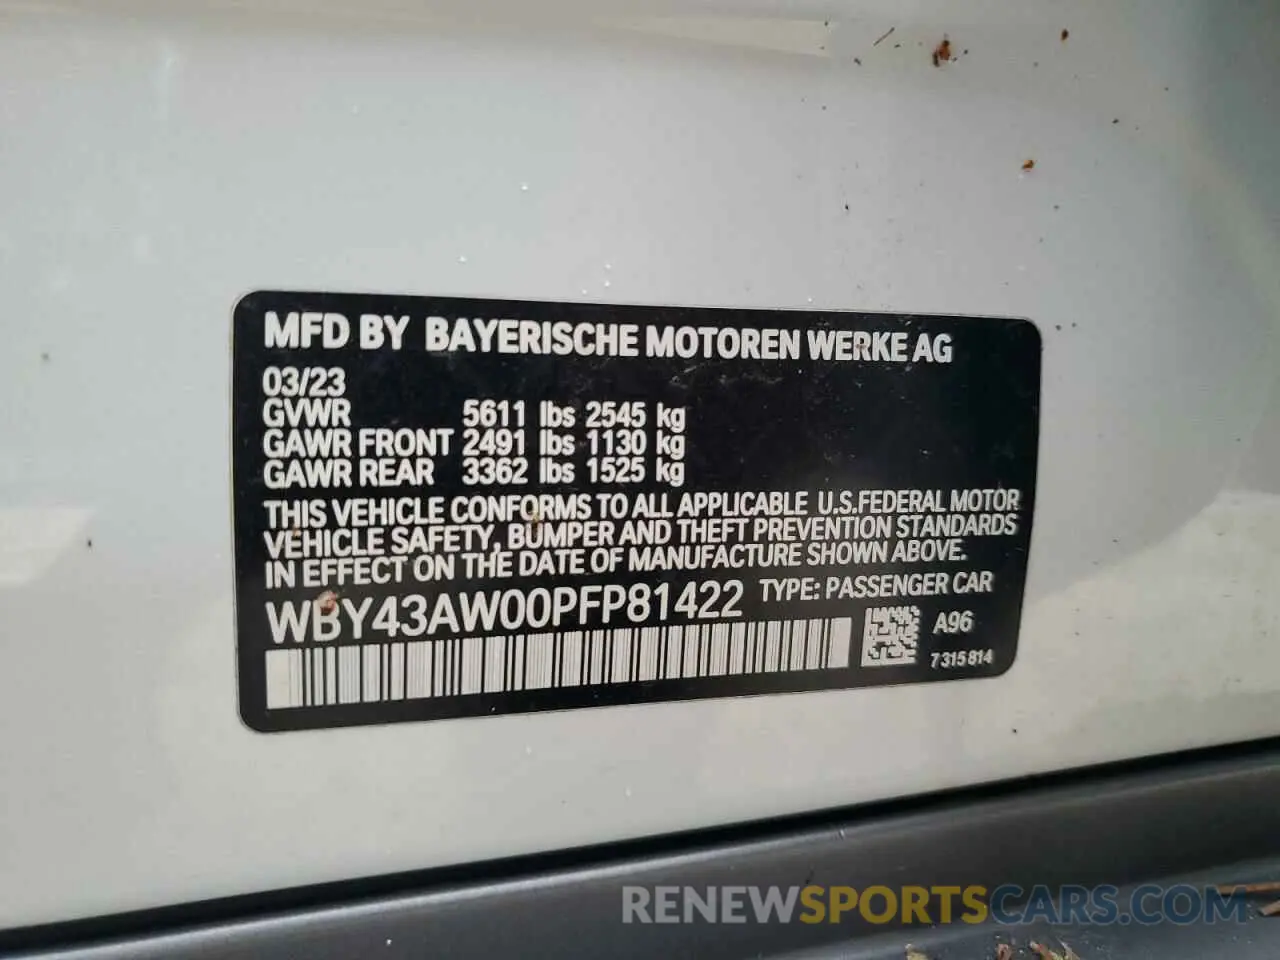 MFD BY BAYERISCHE MOTOREN WERKE AG
03/23
GVWR 5611 lbs 2545 kg
GAWR FRONT 2491 lbs 1130 kg
GAWR REAR 3362 lbs 1525 kg
THIS VEHICLE CONFORMS TO ALL APPLICABLE U.S.FEDERAL MOTOR
VEHICLE SAFETY, BUMPER AND THEFT PREVENTION STANDARDS
IN EFFECT ON THE DATE OF MANUFACTURE SHOWN ABOVE.
WBY43AW00PFP81422 TYPE: PASSENGER CAR
A96
7315814
RENEWSPORTSCARS.COM